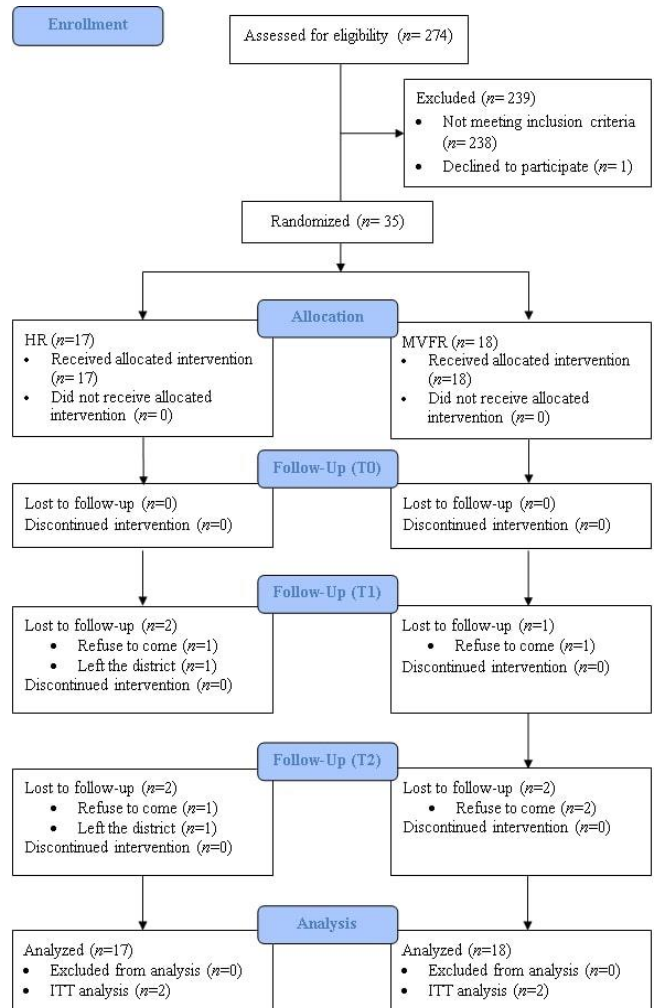 Enrollment
Assessed for eligibility (n= 274)
Excluded (n= 239)
• Not meeting inclusion criteria
(n= 238)
• Declined to participate (n= 1)
Randomized (n= 35)
Allocation
HR (n=17)
• Received allocated intervention
(n= 17)
• Did not receive allocated
intervention (n= 0)
MVFR (n= 18)
• Received allocated intervention
(n=18)
• Did not receive allocated
intervention (n= 0)
Follow-Up (T0)
Lost to follow-up (n=0)
Discontinued intervention (n=0)
Lost to follow-up (n=0)
Discontinued intervention (n=0)
Follow-Up (T1)
Lost to follow-up (n=2)
• Refuse to come (n=1)
• Left the district (n=1)
Discontinued intervention (n=0)
Lost to follow-up (n=1)
• Refuse to come (n=1)
Discontinued intervention (n=0)
Follow-Up (T2)
Lost to follow-up (n=2)
• Refuse to come (n=1)
• Left the district (n=1)
Discontinued intervention (n=0)
Lost to follow-up (n=2)
• Refuse to come (n=2)
Discontinued intervention (n=0)
Analysis
Analyzed (n=17)
• Excluded from analysis (n=0)
• ITT analysis (n=2)
Analyzed (n=18)
• Excluded from analysis (n=0)
• ITT analysis (n=2)